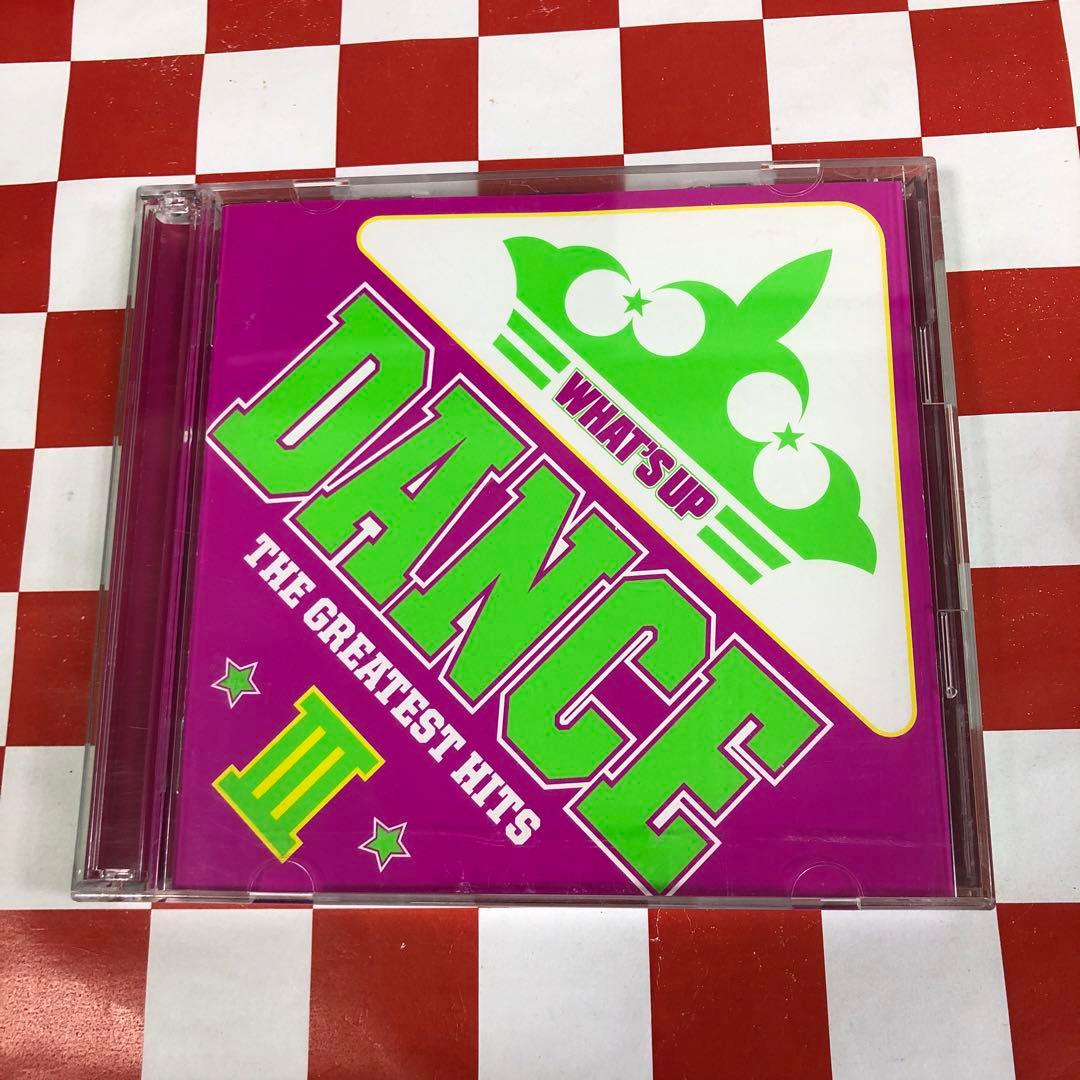 WHAT'S UP
DANCE
THE GREATEST HITS
III